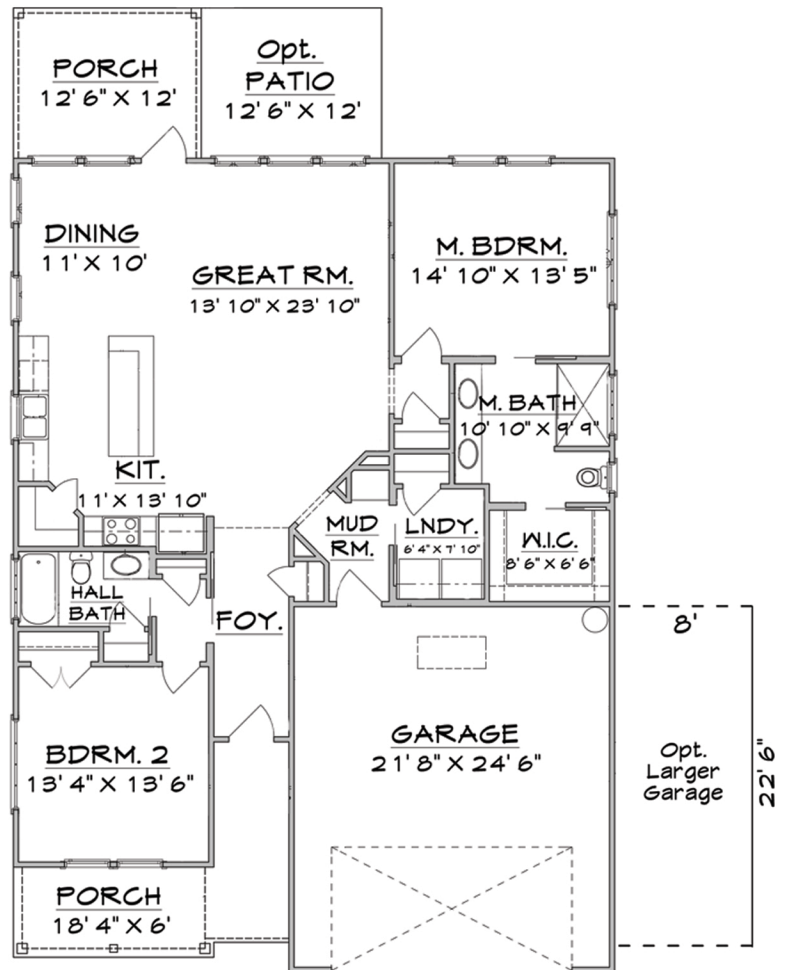 PORCH
12' 6" X 12'
Opt.
PATIO
12' 6" X 12'
DINING
11' X 10'
GREAT RM.
13' 10" X 23' 10"
M. BDRM.
14' 10" X 13' 5"
M. BATH
10' 10" X 9' 9"
KIT.
11' X 13' 10"
MUD
RM.
LNDY.
6' 4" X 7' 10"
W.I.C.
8' 6" X 6' 6"
HALL
BATH
FOY.
8'
BDRM. 2
13' 4" X 13' 6"
GARAGE
21' 8" X 24' 6"
Opt.
Larger
Garage
22' 6"
PORCH
18' 4" X 6'